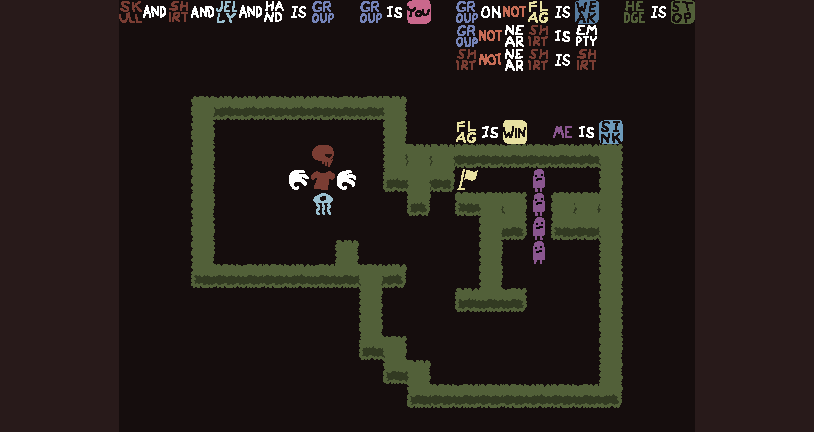 SKULL AND SHIRT AND JELLY AND HAND IS GROUP GROUP IS YOU GROUP ON NOT FLAG IS WEAK HEDGE IS STOP
GROUP NOT NEAR SHIRT IS EMPTY
SHIRT NOT NEAR SHIRT IS SHIRT
FLAG IS WIN ME IS SINK